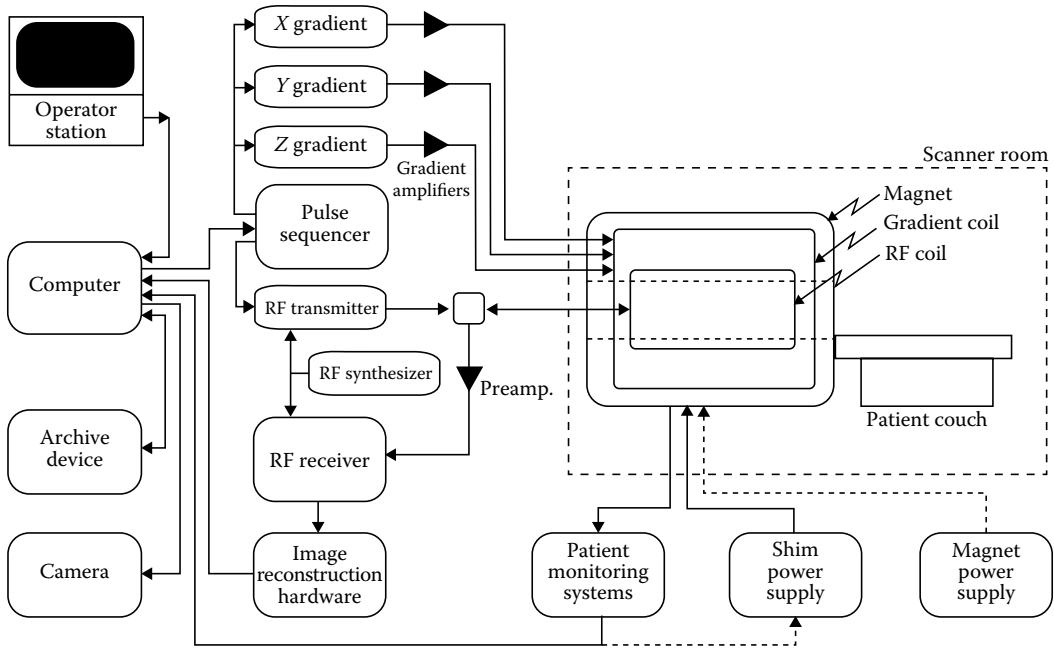 X gradient
Y gradient
Operator
station
Z gradient
Gradient
amplifiers
Scanner room
Pulse
sequencer
Magnet
Gradient coil
RF coil
Computer
RF transmitter
RF synthesizer
Preamp.
Patient couch
Archive
device
RF receiver
Camera
Image
reconstruction
hardware
Patient
monitoring
systems
Shim
power
supply
Magnet
power
supply